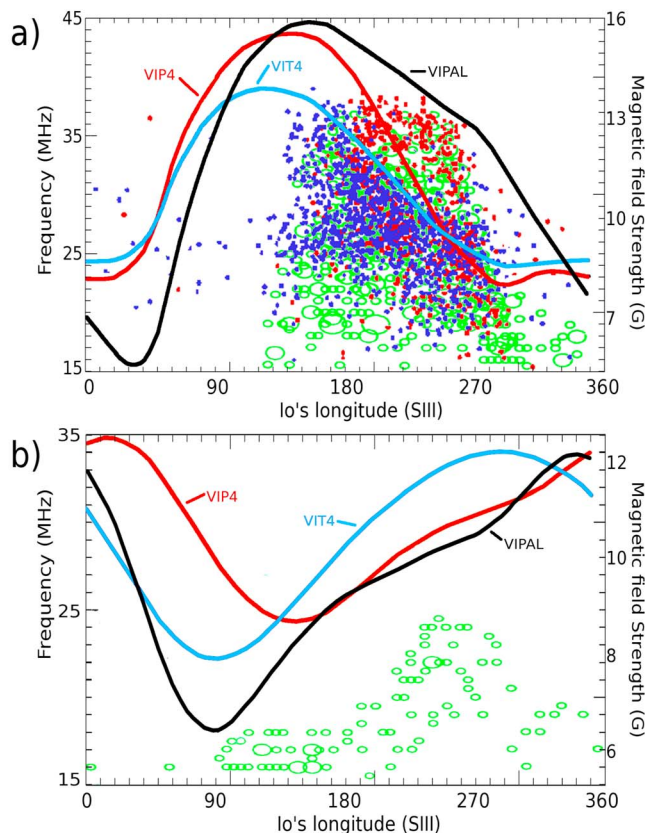 a)
45
35
25
15
Frequency (MHz)
VIP4
VIT4
VIPAL
16
13
10
7
Magnetic field Strength (G)
0
90
180
270
360
Io's longitude (SIII)
b)
35
25
15
Frequency (MHz)
VIP4
VIT4
VIPAL
12
10
8
6
Magnetic field Strength (G)
0
90
180
270
360
Io's longitude (SIII)